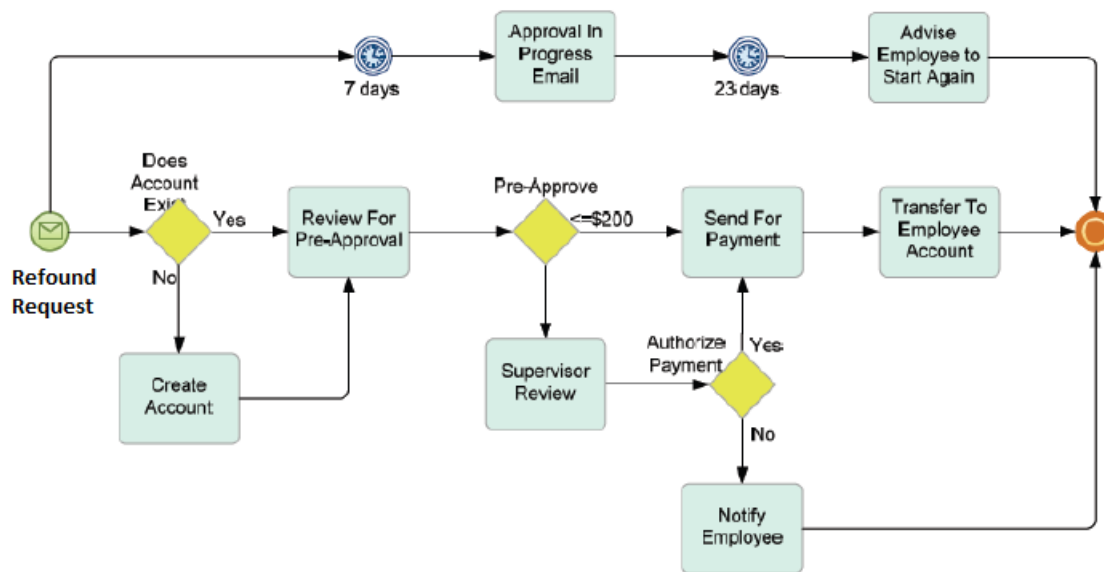 Approval In
Progress
Email
Advise
Employee to
Start Again
7 days
23 days
Does
Account
Exist
Yes
No
Refound
Request
Review For
Pre-Approval
Pre-Approve
<=$200
Send For
Payment
Transfer To
Employee
Account
Create
Account
Supervisor
Review
Authorize
Payment
Yes
No
Notify
Employee